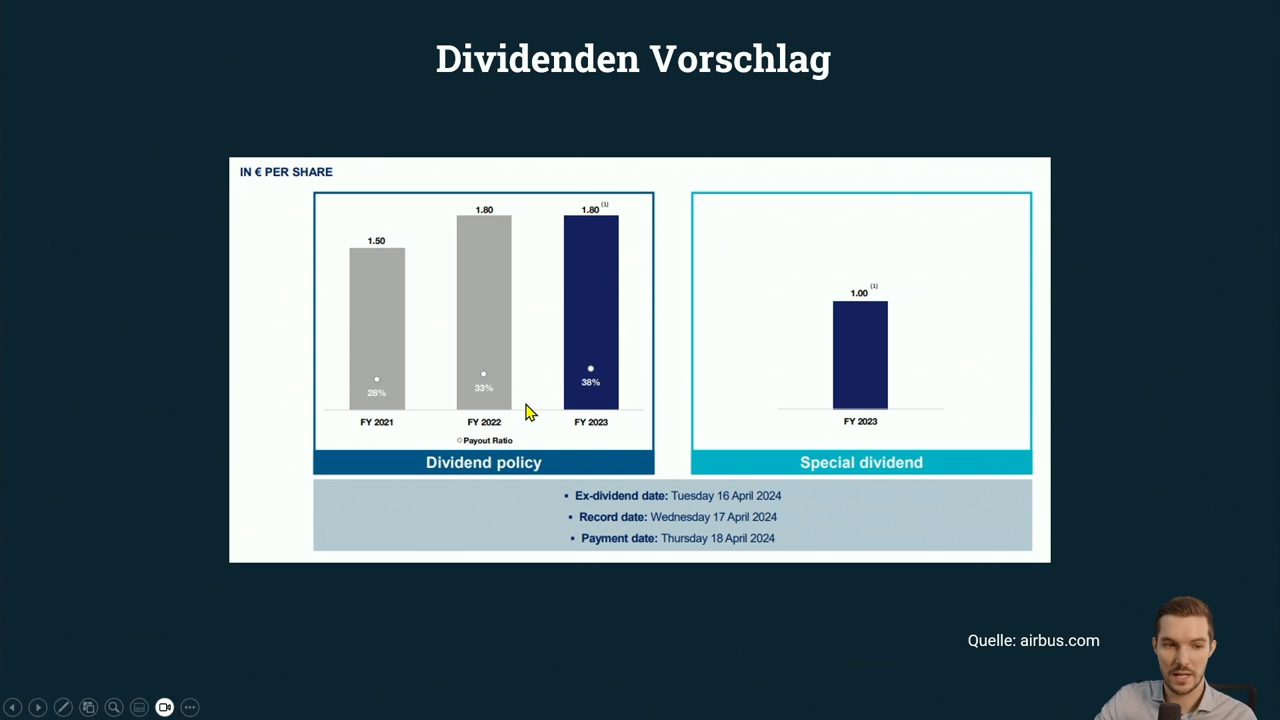 Dividenden Vorschlag
IN € PER SHARE
1.50
1.80
1.80 (1)
28%
33%
38%
FY 2021
FY 2022
FY 2023
Payout Ratio
Dividend policy
1.00 (1)
FY 2023
Special dividend
▪ Ex-dividend date: Tuesday 16 April 2024
▪ Record date: Wednesday 17 April 2024
▪ Payment date: Thursday 18 April 2024
Quelle: airbus.com